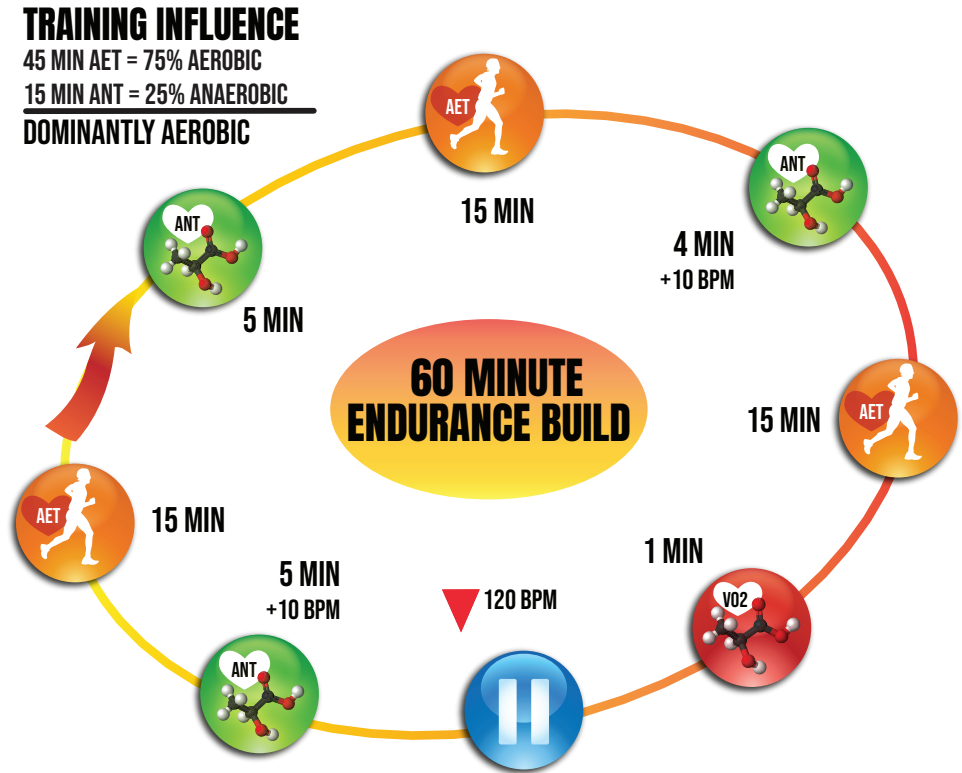 TRAINING INFLUENCE
45 MIN AET = 75% AEROBIC
15 MIN ANT = 25% ANAEROBIC
DOMINANTLY AEROBIC
AET
15 MIN
ANT
4 MIN
+10 BPM
ANT
5 MIN
60 MINUTE
ENDURANCE BUILD
AET
15 MIN
AET
15 MIN
1 MIN
VO2
5 MIN
+10 BPM
120 BPM
ANT